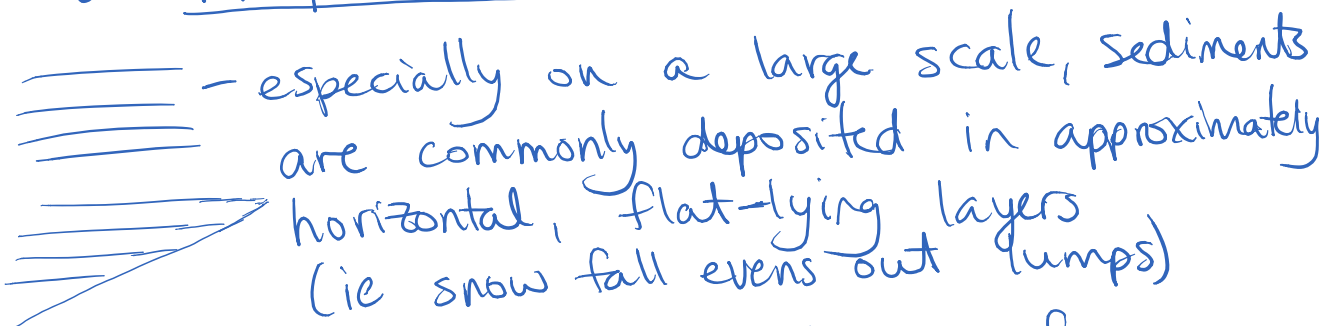 - especially on a large scale, sediments
are commonly deposited in approximately
horizontal, flat-lying layers
(ie snow fall evens out lumps)